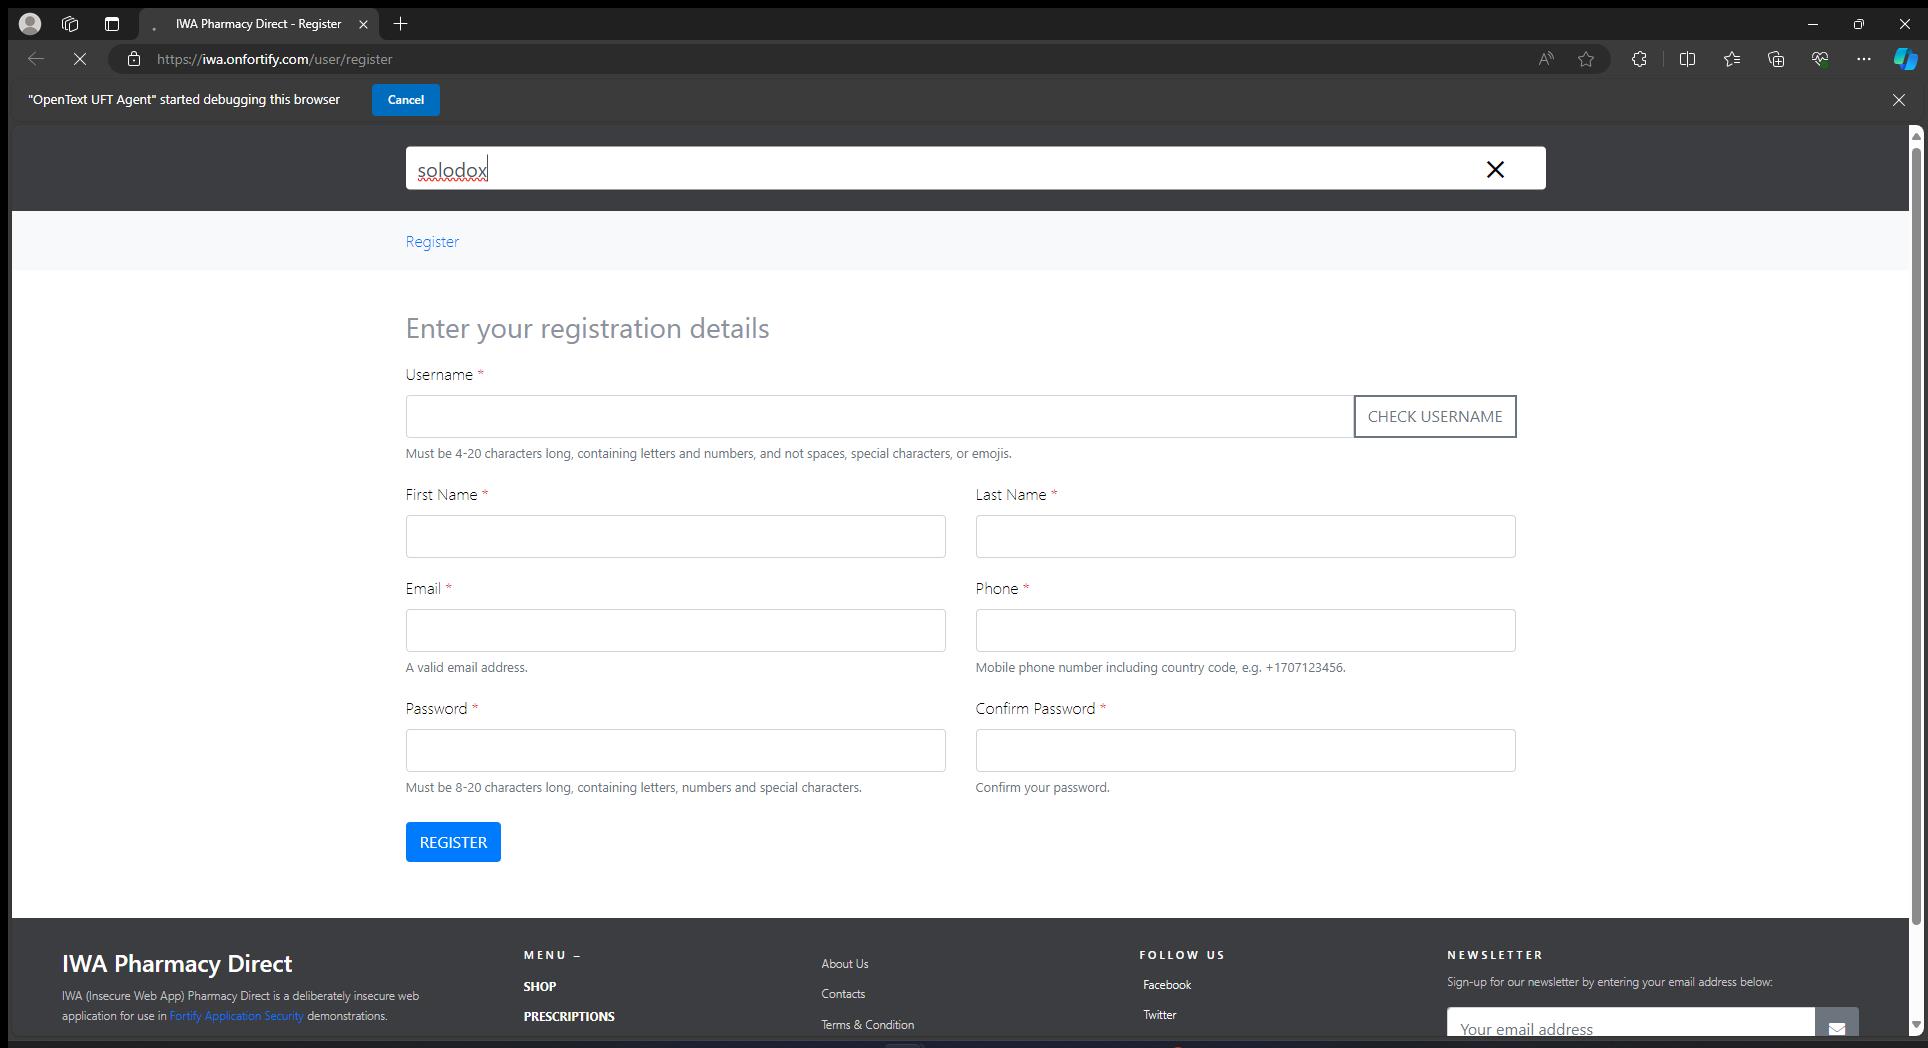 IWA Pharmacy Direct - Register
https://iwa.onfortify.com/user/register
"OpenText UFT Agent" started debugging this browser
Cancel
solodox
Register
Enter your registration details
Username *
CHECK USERNAME
Must be 4-20 characters long, containing letters and numbers, and not spaces, special characters, or emojis.
First Name *
Last Name *
Email *
Phone *
A valid email address.
Mobile phone number including country code, e.g. +1707123456.
Password *
Confirm Password *
Must be 8-20 characters long, containing letters, numbers and special characters.
Confirm your password.
REGISTER
IWA Pharmacy Direct
IWA (Insecure Web App) Pharmacy Direct is a deliberately insecure web
application for use in Fortify Application Security demonstrations.
MENU –
SHOP
PRESCRIPTIONS
About Us
Contacts
Terms & Condition
FOLLOW US
Facebook
Twitter
NEWSLETTER
Sign-up for our newsletter by entering your email address below:
Your email address